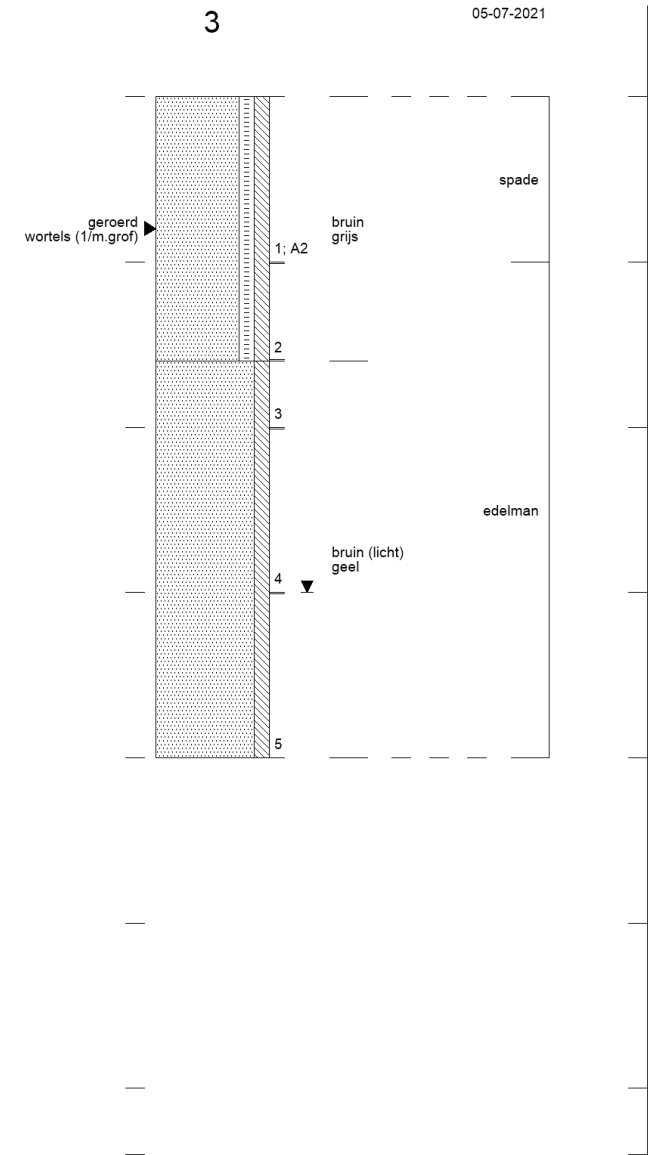 3
05-07-2021
spade
geroerd
wortels (1/m.grof)
bruin
grijs
1; A2
2
3
edelman
bruin (licht)
geel
4
5